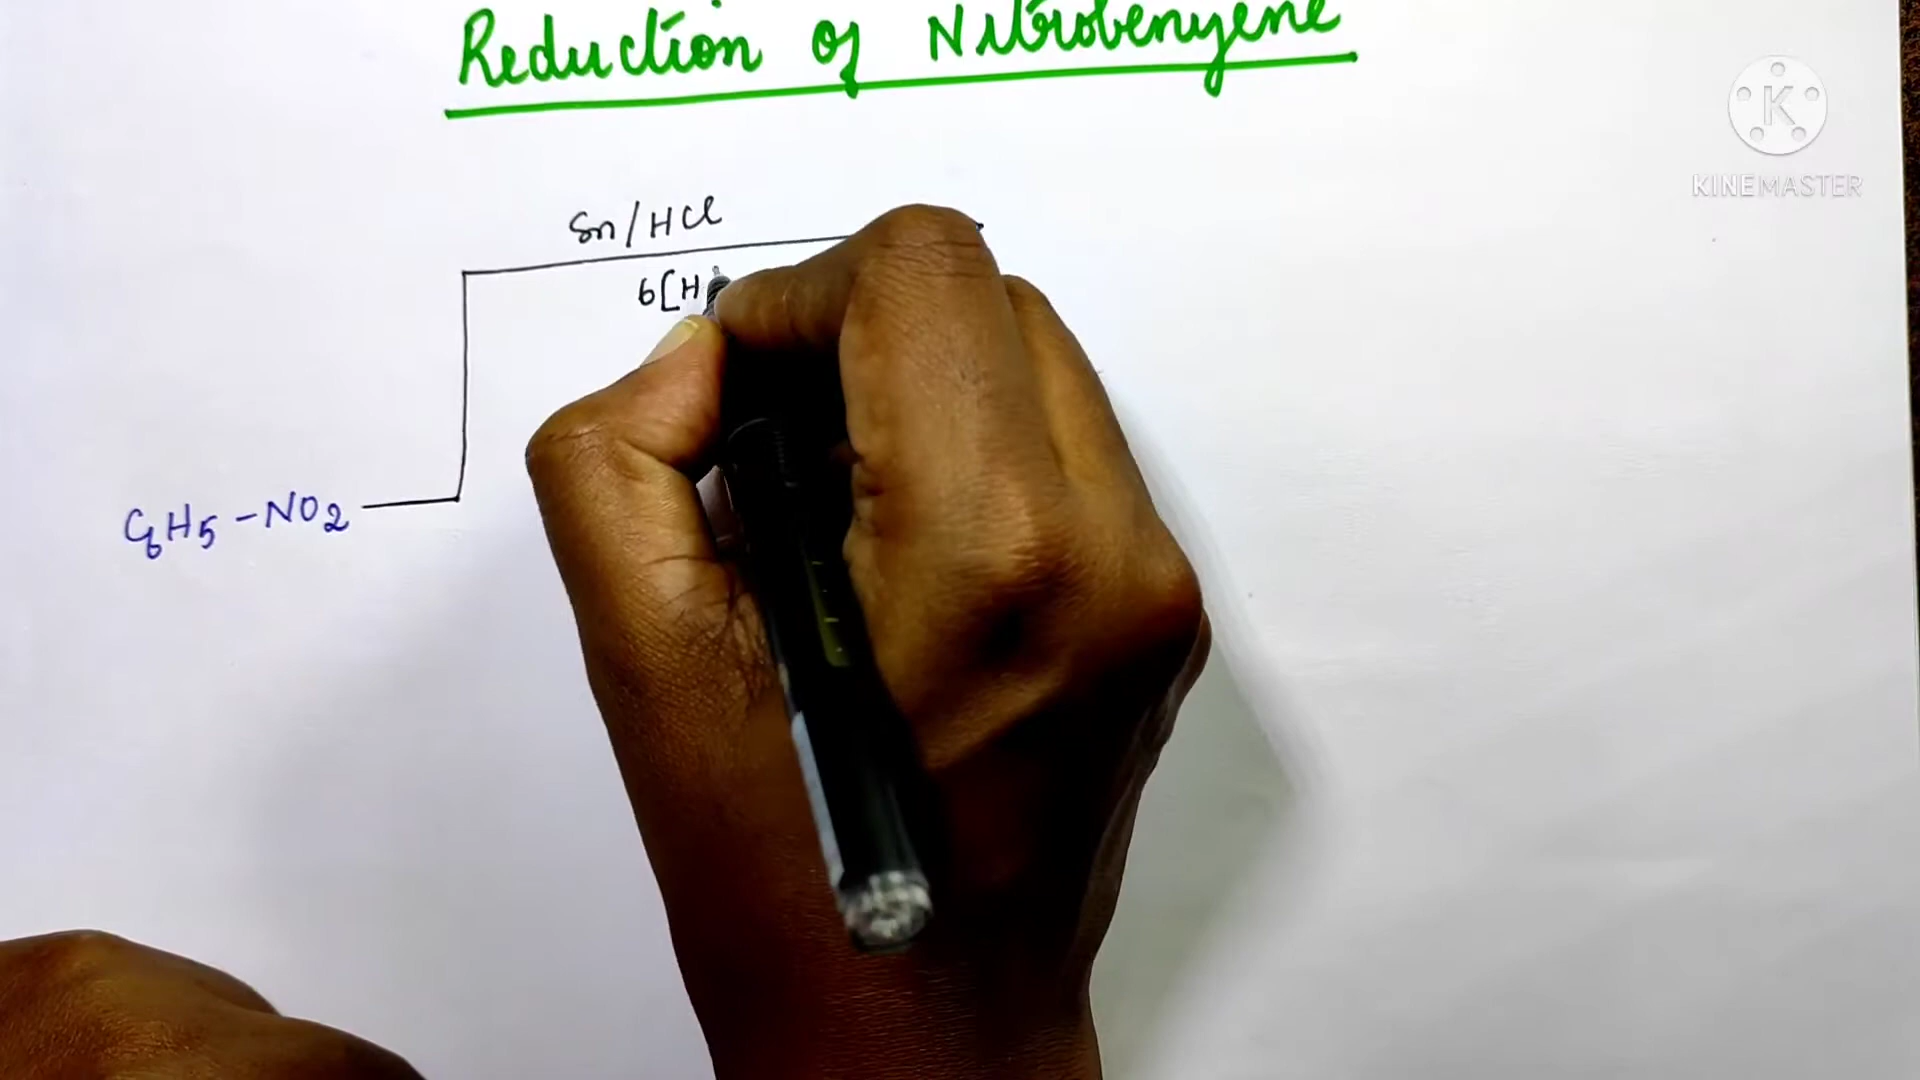 Reduction of Nitrobenzene
KINEMASTER
Sn/HCl
6[H
C6H5-NO2